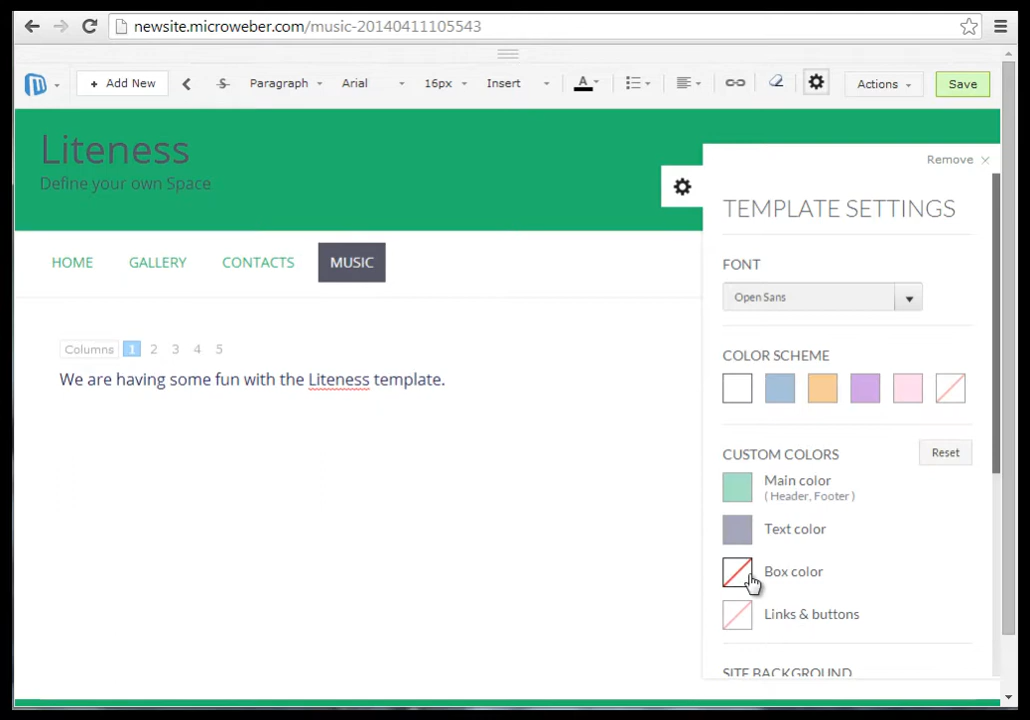 newsite.microweber.com/music-20140411105543
+ Add New S Paragraph Arial 16px Insert A Actions Save
Liteness
Define your own Space
Remove ×
TEMPLATE SETTINGS
HOME GALLERY CONTACTS MUSIC
FONT
Open Sans
Columns 1 2 3 4 5
We are having some fun with the Liteness template.
COLOR SCHEME
CUSTOM COLORS Reset
Main color
( Header, Footer )
Text color
Box color
Links & buttons
SITE BACKGROUND